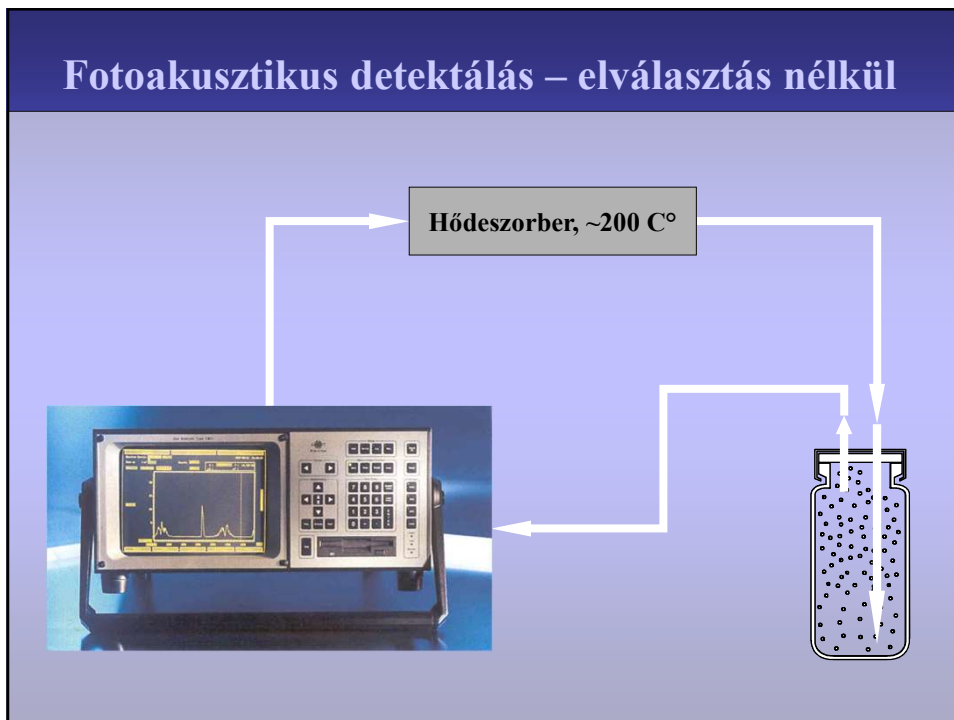 Fotoakusztikus detektálás – elválasztás nélkül
Hődeszorber, ~200 C°